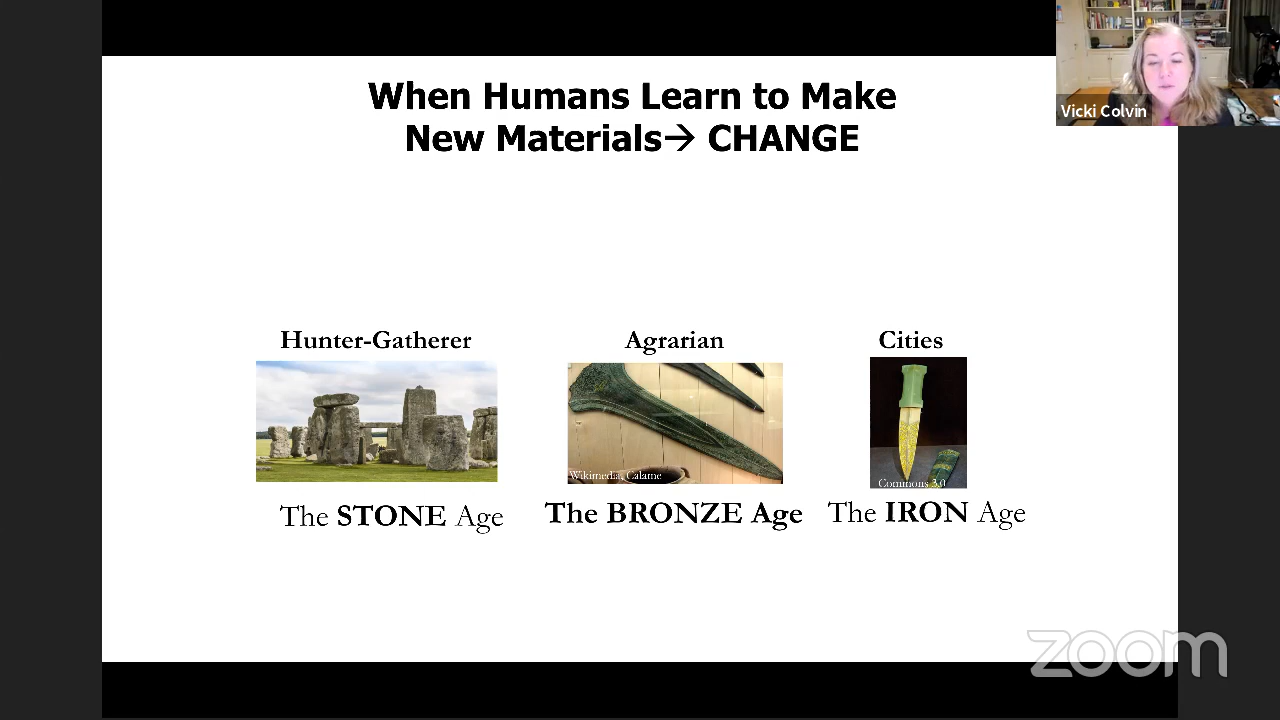 When Humans Learn to Make
New Materials→ CHANGE
Vicki Colvin
Hunter-Gatherer
Agrarian
Cities
Wikimedia, Calame
Commons 3.0
The STONE Age
The BRONZE Age
The IRON Age
zoom